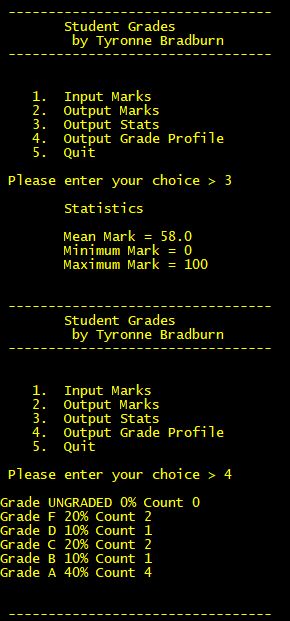 ---------------------------------
Student Grades
by Tyronne Bradburn
---------------------------------
1. Input Marks
2. Output Marks
3. Output Stats
4. Output Grade Profile
5. Quit
Please enter your choice > 3
Statistics
Mean Mark = 58.0
Minimum Mark = 0
Maximum Mark = 100
---------------------------------
Student Grades
by Tyronne Bradburn
---------------------------------
1. Input Marks
2. Output Marks
3. Output Stats
4. Output Grade Profile
5. Quit
Please enter your choice > 4
Grade UNGRADED 0% Count 0
Grade F 20% Count 2
Grade D 10% Count 1
Grade C 20% Count 2
Grade B 10% Count 1
Grade A 40% Count 4
---------------------------------